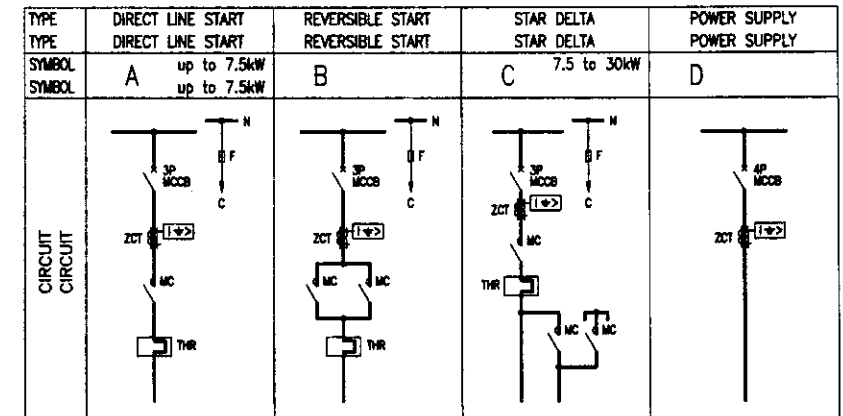 TYPE DIRECT LINE START REVERSIBLE START STAR DELTA POWER SUPPLY
TYPE DIRECT LINE START REVERSIBLE START STAR DELTA POWER SUPPLY
SYMBOL A up to 7.5kW B C 7.5 to 30kW D
SYMBOL up to 7.5kW
CIRCUIT
CIRCUIT
N
F
C
3P
MCCB
ZCT
I >
MC
THR
N
F
C
3P
MCCB
ZCT
I >
MC
MC
THR
N
F
C
3P
MCCB
ZCT
I >
MC
THR
MC
MC
4P
MCCB
ZCT
I >